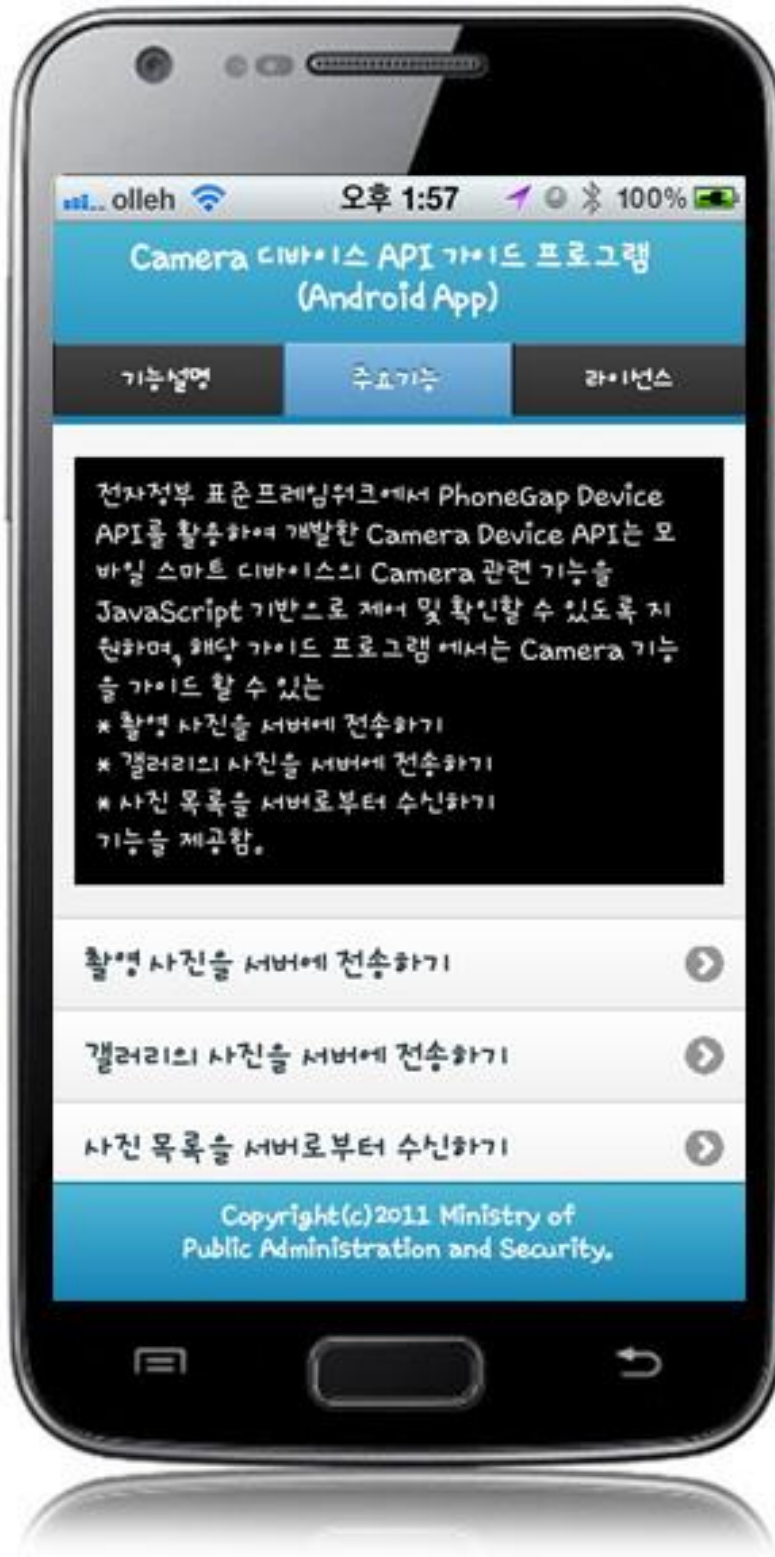 olleh 오후 1:57 100%
Camera 디바이스 API 가이드 프로그램
(Android App)
기능설명 주요기능 라이선스
전자정부 표준프레임워크에서 PhoneGap Device
API를 활용하여 개발한 Camera Device API는 모
바일 스마트 디바이스의 Camera 관련 기능을
JavaScript 기반으로 제어 및 확인할 수 있도록 지
원하며, 해당 가이드 프로그램 에서는 Camera 기능
을 가이드 할 수 있는
* 촬영 사진을 서버에 전송하기
* 갤러리의 사진을 서버에 전송하기
* 사진 목록을 서버로부터 수신하기
기능을 제공함.
촬영 사진을 서버에 전송하기
갤러리의 사진을 서버에 전송하기
사진 목록을 서버로부터 수신하기
Copyright(c)2011 Ministry of
Public Administration and Security.